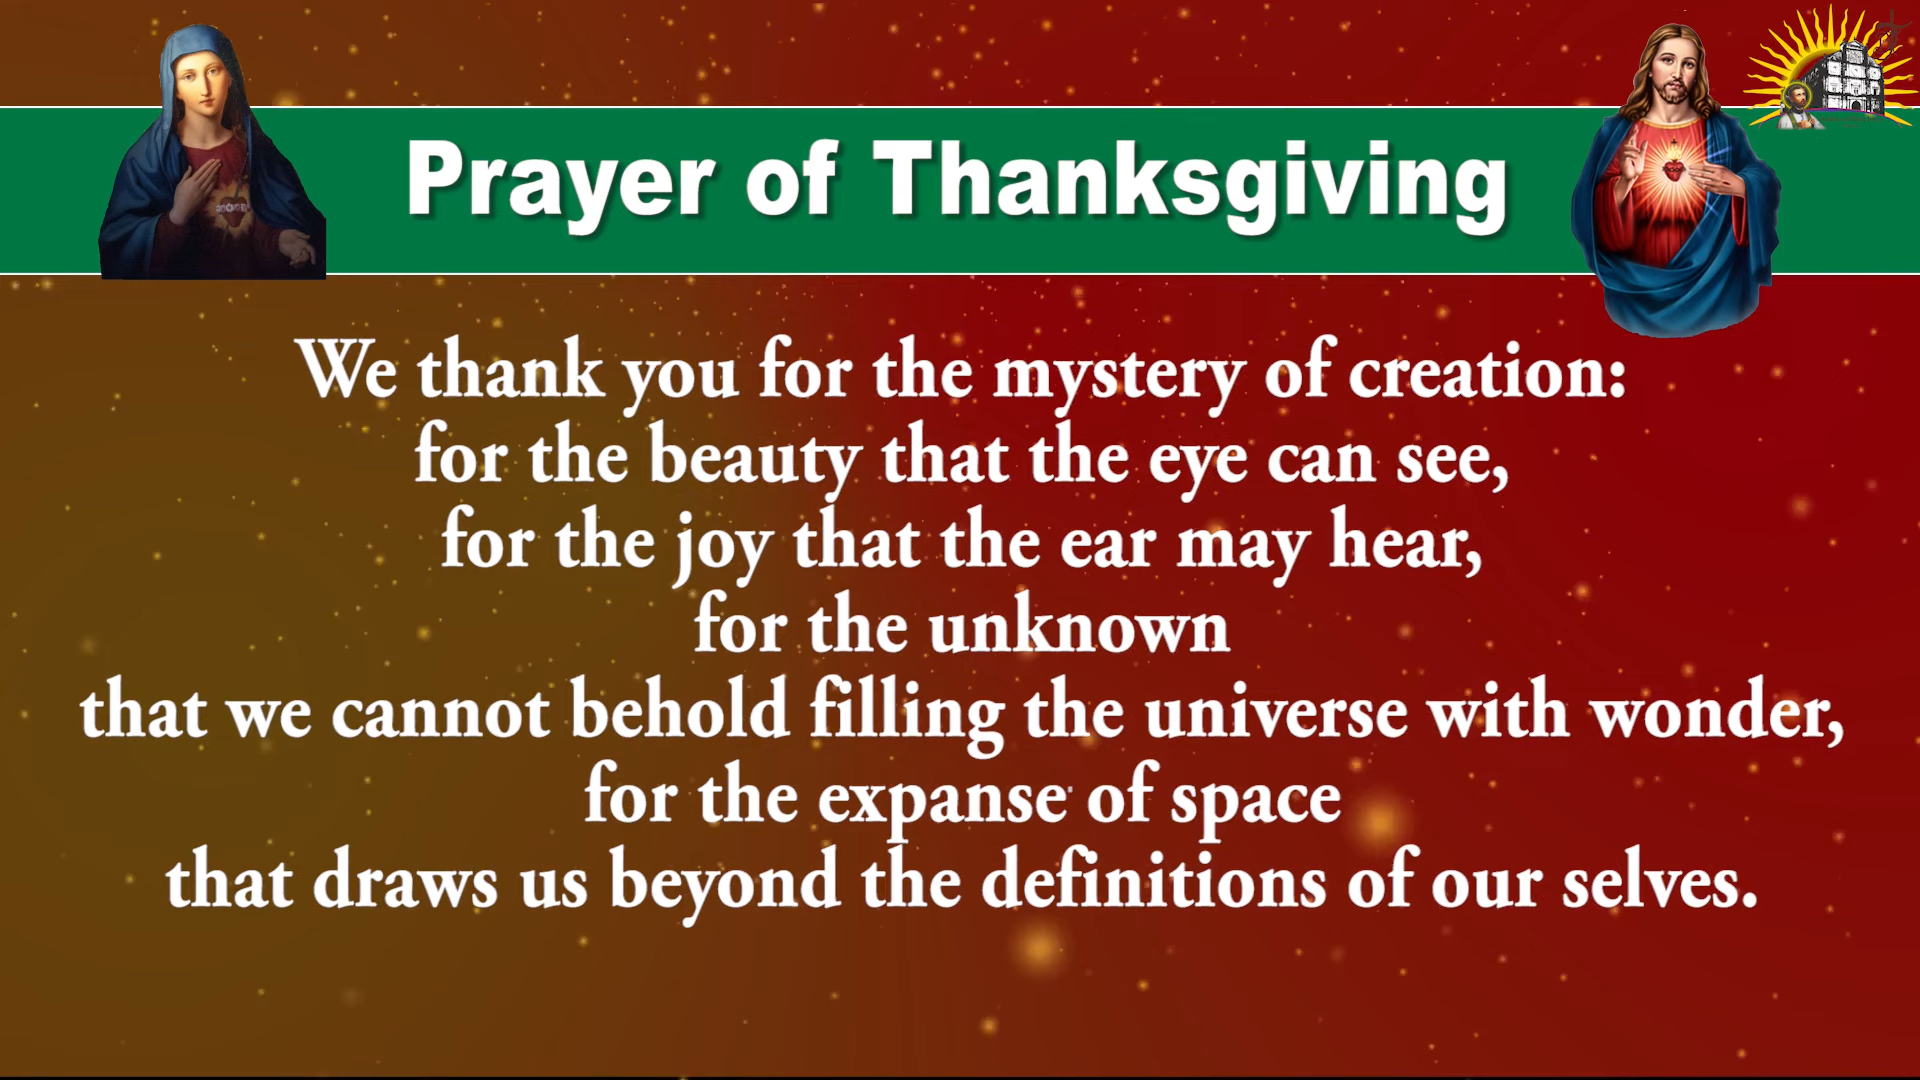 Prayer of Thanksgiving
We thank you for the mystery of creation:
for the beauty that the eye can see,
for the joy that the ear may hear,
for the unknown
that we cannot behold filling the universe with wonder,
for the expanse of space
that draws us beyond the definitions of our selves.